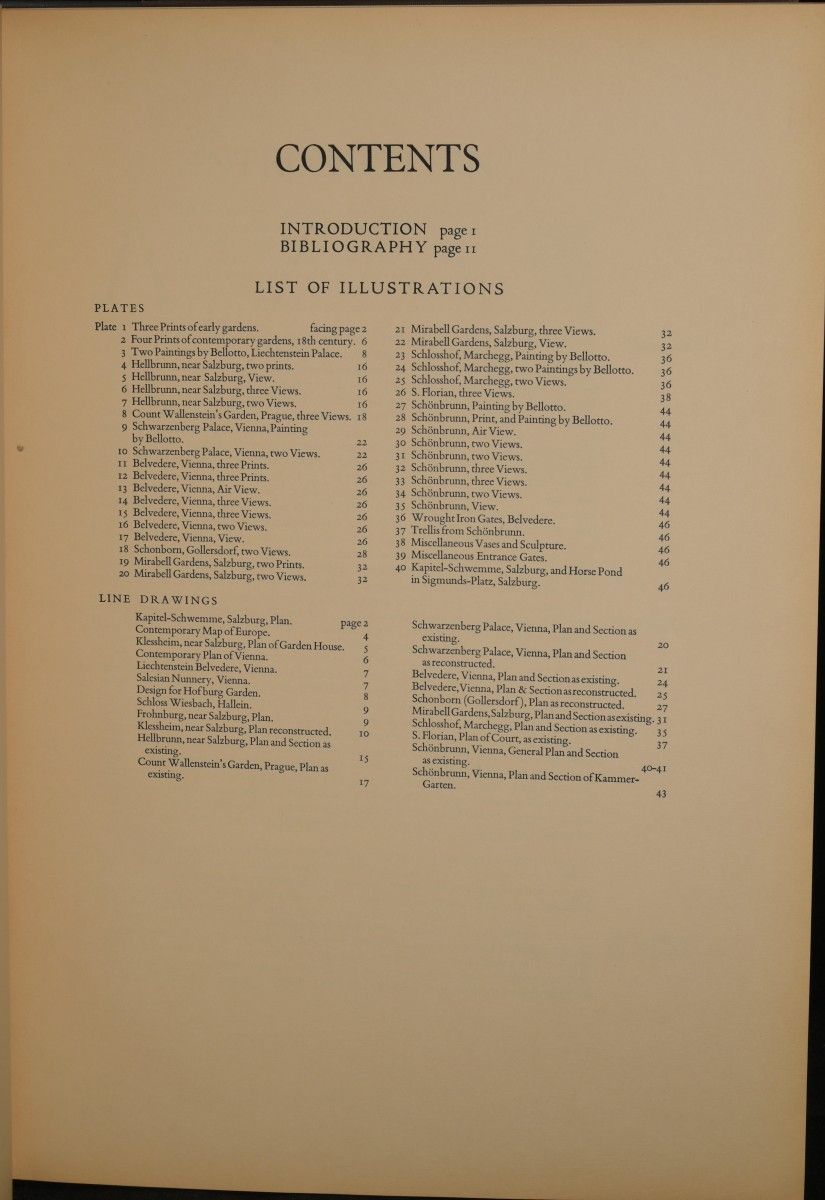 CONTENTS
INTRODUCTION page 1
BIBLIOGRAPHY page 11
LIST OF ILLUSTRATIONS
PLATES
Plate 1 Three Prints of early gardens. facing page 2
2 Four Prints of contemporary gardens, 18th century. 6
3 Two Paintings by Bellotto, Liechtenstein Palace. 8
4 Hellbrunn, near Salzburg, two prints. 16
5 Hellbrunn, near Salzburg, View. 16
6 Hellbrunn, near Salzburg, three Views. 16
7 Hellbrunn, near Salzburg, two Views. 16
8 Count Wallenstein's Garden, Prague, three Views. 18
9 Schwarzenberg Palace, Vienna, Painting
by Bellotto. 22
10 Schwarzenberg Palace, Vienna, two Views. 22
11 Belvedere, Vienna, three Prints. 26
12 Belvedere, Vienna, three Prints. 26
13 Belvedere, Vienna, Air View. 26
14 Belvedere, Vienna, three Views. 26
15 Belvedere, Vienna, three Views. 26
16 Belvedere, Vienna, two Views. 26
17 Belvedere, Vienna, View. 26
18 Schonborn, Gollersdorf, two Views. 28
19 Mirabell Gardens, Salzburg, two Prints. 32
20 Mirabell Gardens, Salzburg, two Views. 32
21 Mirabell Gardens, Salzburg, three Views. 32
22 Mirabell Gardens, Salzburg, View. 32
23 Schlosshof, Marchegg, Painting by Bellotto. 36
24 Schlosshof, Marchegg, two Paintings by Bellotto. 36
25 Schlosshof, Marchegg, two Views. 36
26 S. Florian, three Views. 38
27 Schönbrunn, Painting by Bellotto. 44
28 Schönbrunn, Print, and Painting by Bellotto. 44
29 Schönbrunn, Air View. 44
30 Schönbrunn, two Views. 44
31 Schönbrunn, two Views. 44
32 Schönbrunn, three Views. 44
33 Schönbrunn, three Views. 44
34 Schönbrunn, two Views. 44
35 Schönbrunn, View. 44
36 Wrought Iron Gates, Belvedere. 46
37 Trellis from Schönbrunn. 46
38 Miscellaneous Vases and Sculpture. 46
39 Miscellaneous Entrance Gates. 46
40 Kapitel-Schwemme, Salzburg, and Horse Pond
in Sigmunds-Platz, Salzburg. 46
LINE DRAWINGS
Kapitel-Schwemme, Salzburg, Plan. page 2
Contemporary Map of Europe. 4
Klessheim, near Salzburg, Plan of Garden House. 5
Contemporary Plan of Vienna. 6
Liechtenstein Belvedere, Vienna. 7
Salesian Nunnery, Vienna. 7
Design for Hofburg Garden. 8
Schloss Wiesbach, Hallein. 9
Frohnburg, near Salzburg, Plan. 9
Klessheim, near Salzburg, Plan reconstructed. 10
Hellbrunn, near Salzburg, Plan and Section as
existing. 15
Count Wallenstein's Garden, Prague, Plan as
existing. 17
Schwarzenberg Palace, Vienna, Plan and Section as
existing. 20
Schwarzenberg Palace, Vienna, Plan and Section
as reconstructed. 21
Belvedere, Vienna, Plan and Section as existing. 24
Belvedere, Vienna, Plan & Section as reconstructed. 25
Schonborn (Gollersdorf), Plan as reconstructed. 27
Mirabell Gardens, Salzburg, Plan and Section as existing. 31
Schlosshof, Marchegg, Plan and Section as existing. 35
S. Florian, Plan of Court, as existing. 37
Schönbrunn, Vienna, General Plan and Section
as existing. 40-41
Schönbrunn, Vienna, Plan and Section of Kammer-
Garten. 43